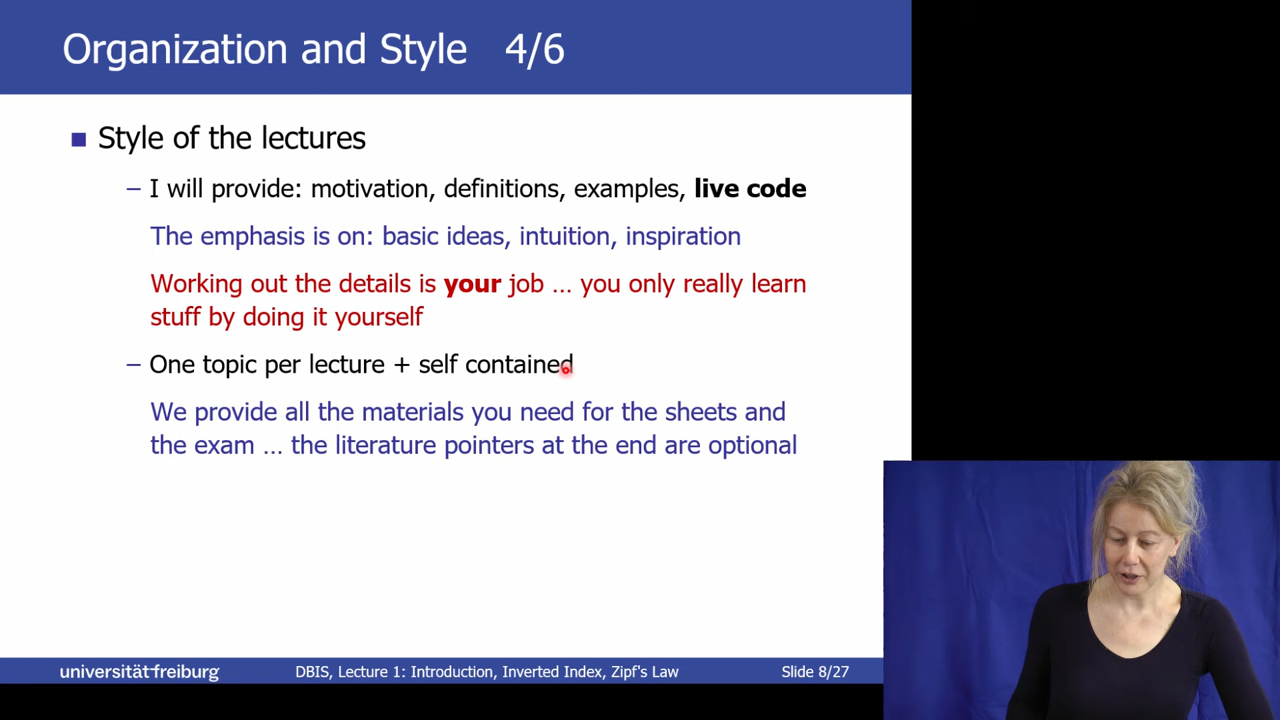 Organization and Style 4/6
Style of the lectures
– I will provide: motivation, definitions, examples, live code
The emphasis is on: basic ideas, intuition, inspiration
Working out the details is your job … you only really learn
stuff by doing it yourself
– One topic per lecture + self contained
We provide all the materials you need for the sheets and
the exam … the literature pointers at the end are optional
universität freiburg
DBIS, Lecture 1: Introduction, Inverted Index, Zipf's Law
Slide 8/27